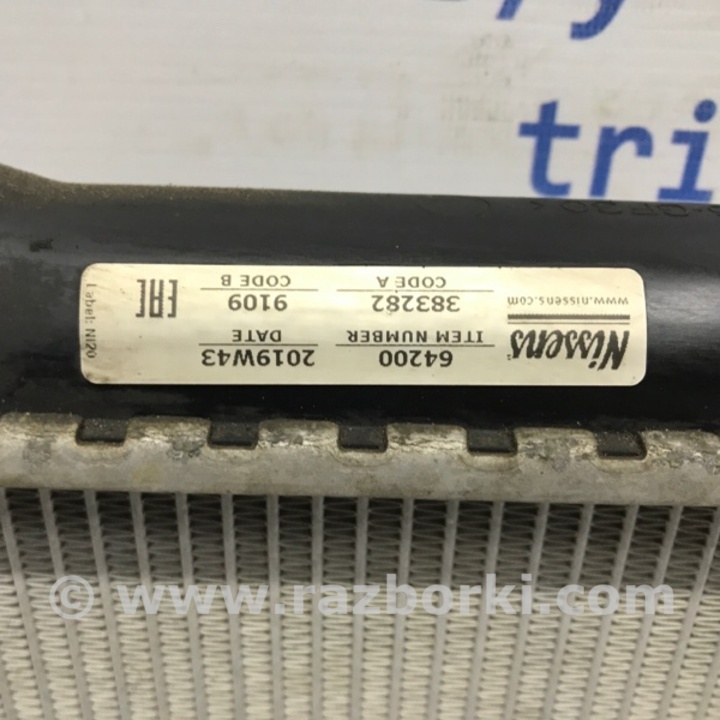 tri
Nissens
www.nissens.com
64200
ITEM NUMBER
2019W43
DATE
383282
CODE A
9109
CODE B
EAC
Label: NI20
© www.razborki.com